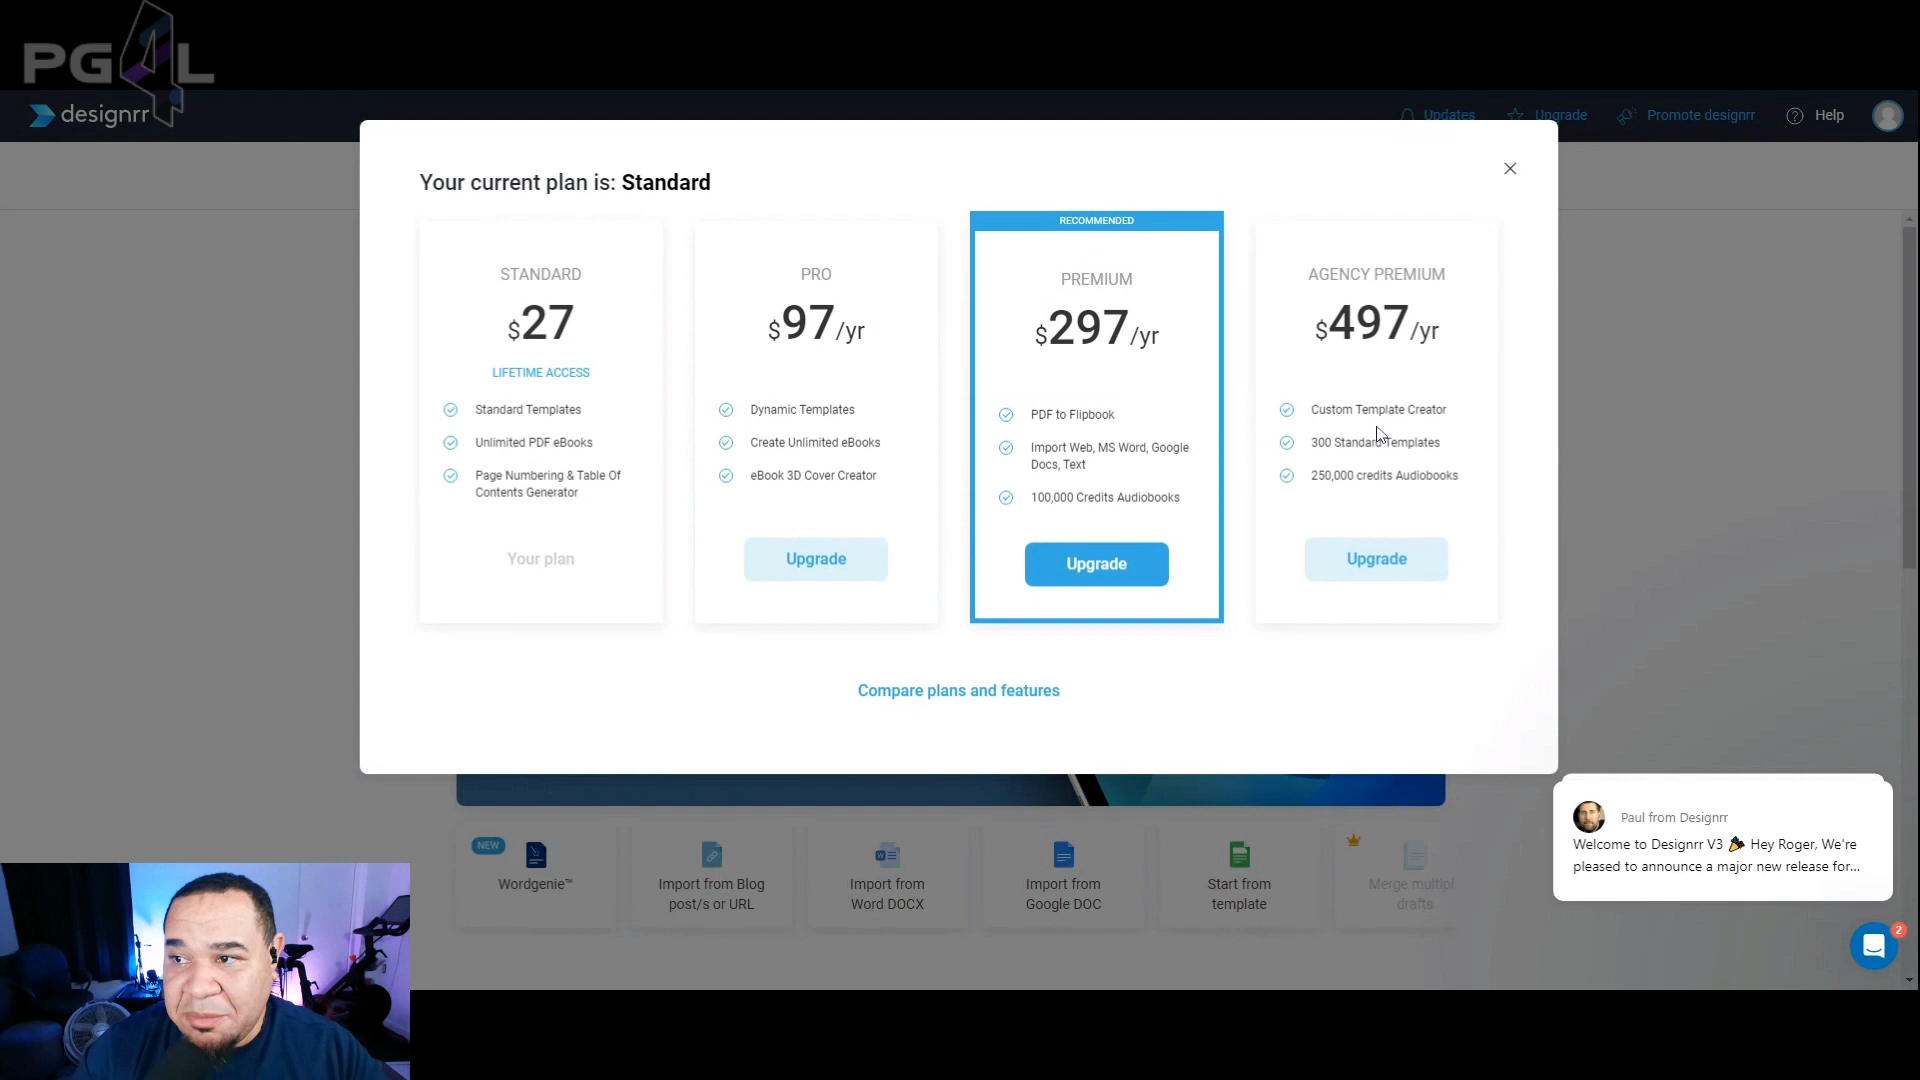 PG4L
designrr
Updates
Upgrade
Promote designrr
Help
Your current plan is: Standard
STANDARD
$27
LIFETIME ACCESS
Standard Templates
Unlimited PDF eBooks
Page Numbering & Table Of
Contents Generator
Your plan
PRO
$97/yr
Dynamic Templates
Create Unlimited eBooks
eBook 3D Cover Creator
Upgrade
RECOMMENDED
PREMIUM
$297/yr
PDF to Flipbook
Import Web, MS Word, Google
Docs, Text
100,000 Credits Audiobooks
Upgrade
AGENCY PREMIUM
$497/yr
Custom Template Creator
300 Standard Templates
250,000 credits Audiobooks
Upgrade
Compare plans and features
NEW
Wordgenie™
Import from Blog
post/s or URL
Import from
Word DOCX
Import from
Google DOC
Start from
template
Merge multipl
drafts
Paul from Designrr
Welcome to Designrr V3 🎉 Hey Roger, We're
pleased to announce a major new release for...
2